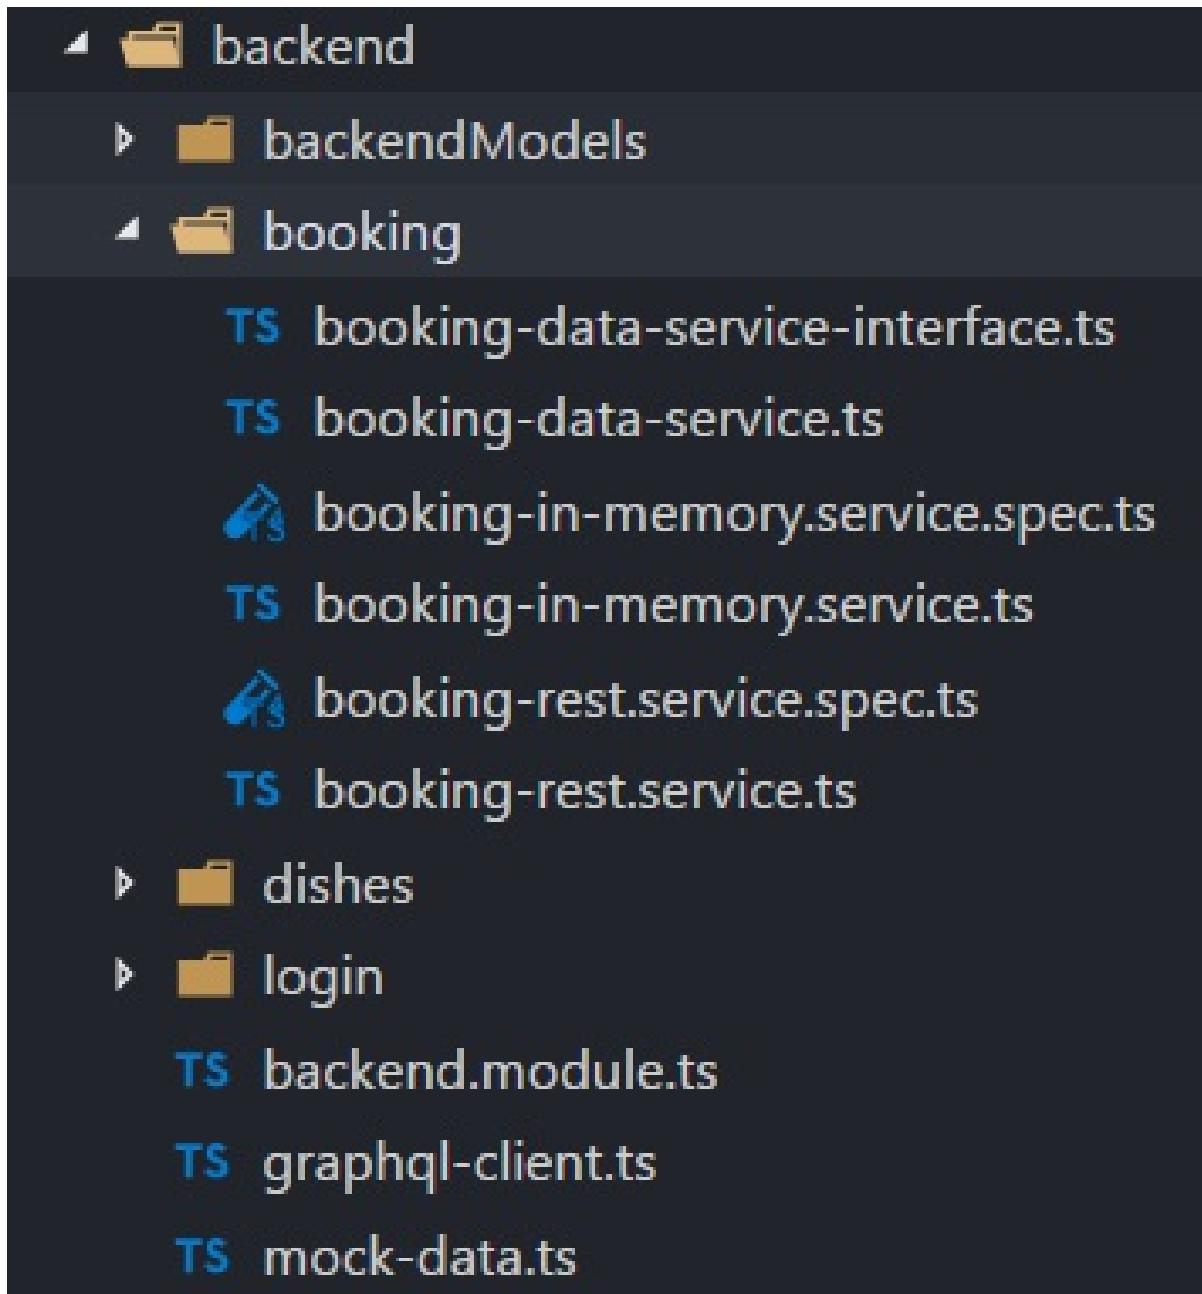 backend
backendModels
booking
TS booking-data-service-interface.ts
TS booking-data-service.ts
TS booking-in-memory.service.spec.ts
TS booking-in-memory.service.ts
TS booking-rest.service.spec.ts
TS booking-rest.service.ts
dishes
login
TS backend.module.ts
TS graphql-client.ts
TS mock-data.ts